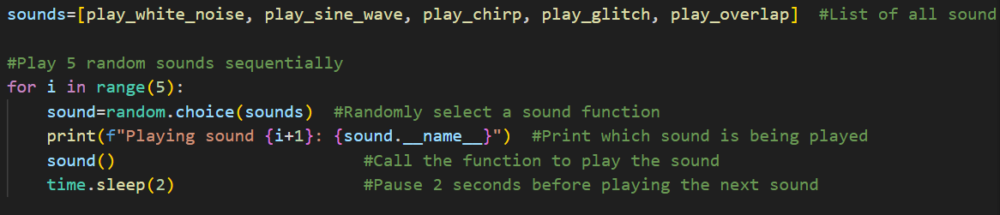 sounds=[play_white_noise, play_sine_wave, play_chirp, play_glitch, play_overlap]  #List of all sound
#Play 5 random sounds sequentially
for i in range(5):
    sound=random.choice(sounds)  #Randomly select a sound function
    print(f"Playing sound {i+1}: {sound.__name__}")  #Print which sound is being played
    sound()                         #Call the function to play the sound
    time.sleep(2)                   #Pause 2 seconds before playing the next sound